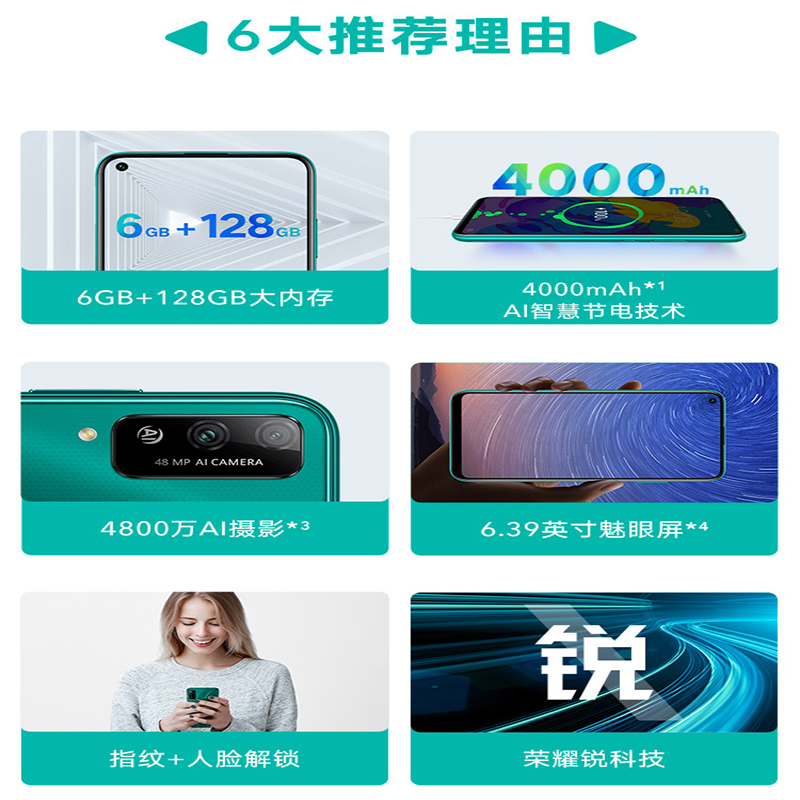 6大推荐理由
6GB+128GB
6GB+128GB大内存
4000mAh
100%
4000mAh*1
AI智慧节电技术
AI
48 MP AI CAMERA
4800万AI摄影*3
6.39英寸魅眼屏*4
指纹+人脸解锁
锐
荣耀锐科技